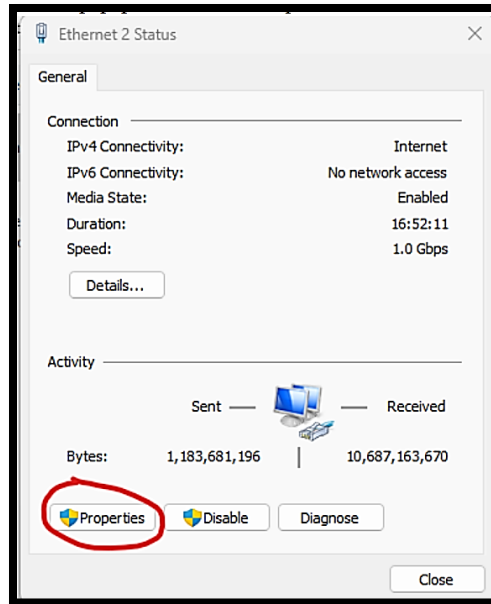 Ethernet 2 Status
General
Connection
IPv4 Connectivity: Internet
IPv6 Connectivity: No network access
Media State: Enabled
Duration: 16:52:11
Speed: 1.0 Gbps
Details...
Activity
Sent Received
Bytes: 1,183,681,196 10,687,163,670
Properties Disable Diagnose
Close